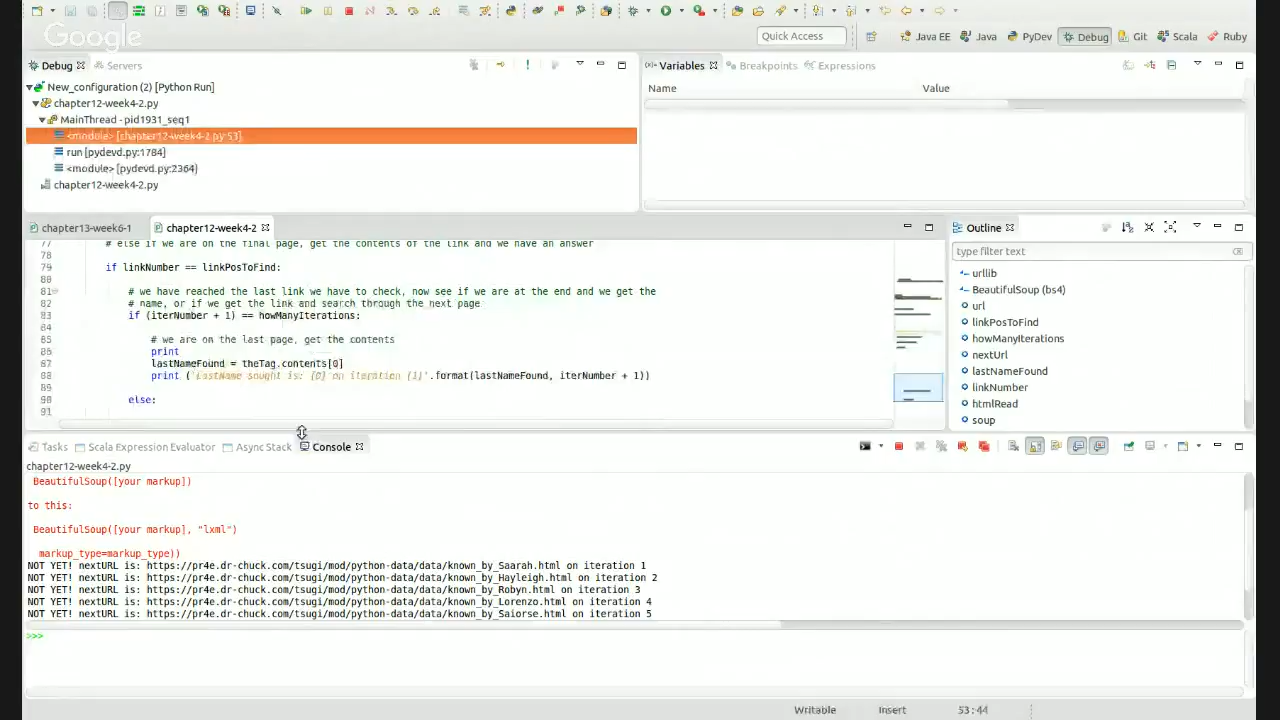 Google
Quick Access
Java EE
Java
PyDev
Debug
Git
Scala
Ruby
Debug
Servers
Variables
Breakpoints
Expressions
New_configuration (2) [Python Run]
chapter12-week4-2.py
MainThread - pid1931_seq1
<module> [chapter12-week4-2.py:53]
run [pydevd.py:1784]
<module> [pydevd.py:2364]
chapter12-week4-2.py
Name
Value
chapter13-week6-1
chapter12-week4-2
77 # else if we are on the final page, get the contents of the link and we have an answer
78
79 if linkNumber == linkPosToFind:
80
81 # we have reached the last link we have to check, now see if we are at the end and we get the
82 # name, or if we get the link and search through the next page
83 if (iterNumber + 1) == howManyIterations:
84
85 # we are on the last page, get the contents
86 print
87 lastNameFound = theTag.contents[0]
88 print ('LastName sought is: {0} on iteration {1}'.format(lastNameFound, iterNumber + 1))
90 else:
91
Outline
type filter text
urllib
BeautifulSoup (bs4)
url
linkPosToFind
howManyIterations
nextUrl
lastNameFound
linkNumber
htmlRead
soup
Tasks
Scala Expression Evaluator
Async Stack
Console
chapter12-week4-2.py
BeautifulSoup([your markup])
to this:
BeautifulSoup([your markup], "lxml")
markup_type=markup_type))
NOT YET! nextURL is: https://pr4e.dr-chuck.com/tsugi/mod/python-data/data/known_by_Saarah.html on iteration 1
NOT YET! nextURL is: https://pr4e.dr-chuck.com/tsugi/mod/python-data/data/known_by_Hayleigh.html on iteration 2
NOT YET! nextURL is: https://pr4e.dr-chuck.com/tsugi/mod/python-data/data/known_by_Robyn.html on iteration 3
NOT YET! nextURL is: https://pr4e.dr-chuck.com/tsugi/mod/python-data/data/known_by_Lorenzo.html on iteration 4
NOT YET! nextURL is: https://pr4e.dr-chuck.com/tsugi/mod/python-data/data/known_by_Saiorse.html on iteration 5
>>>
Writable
Insert
53:44